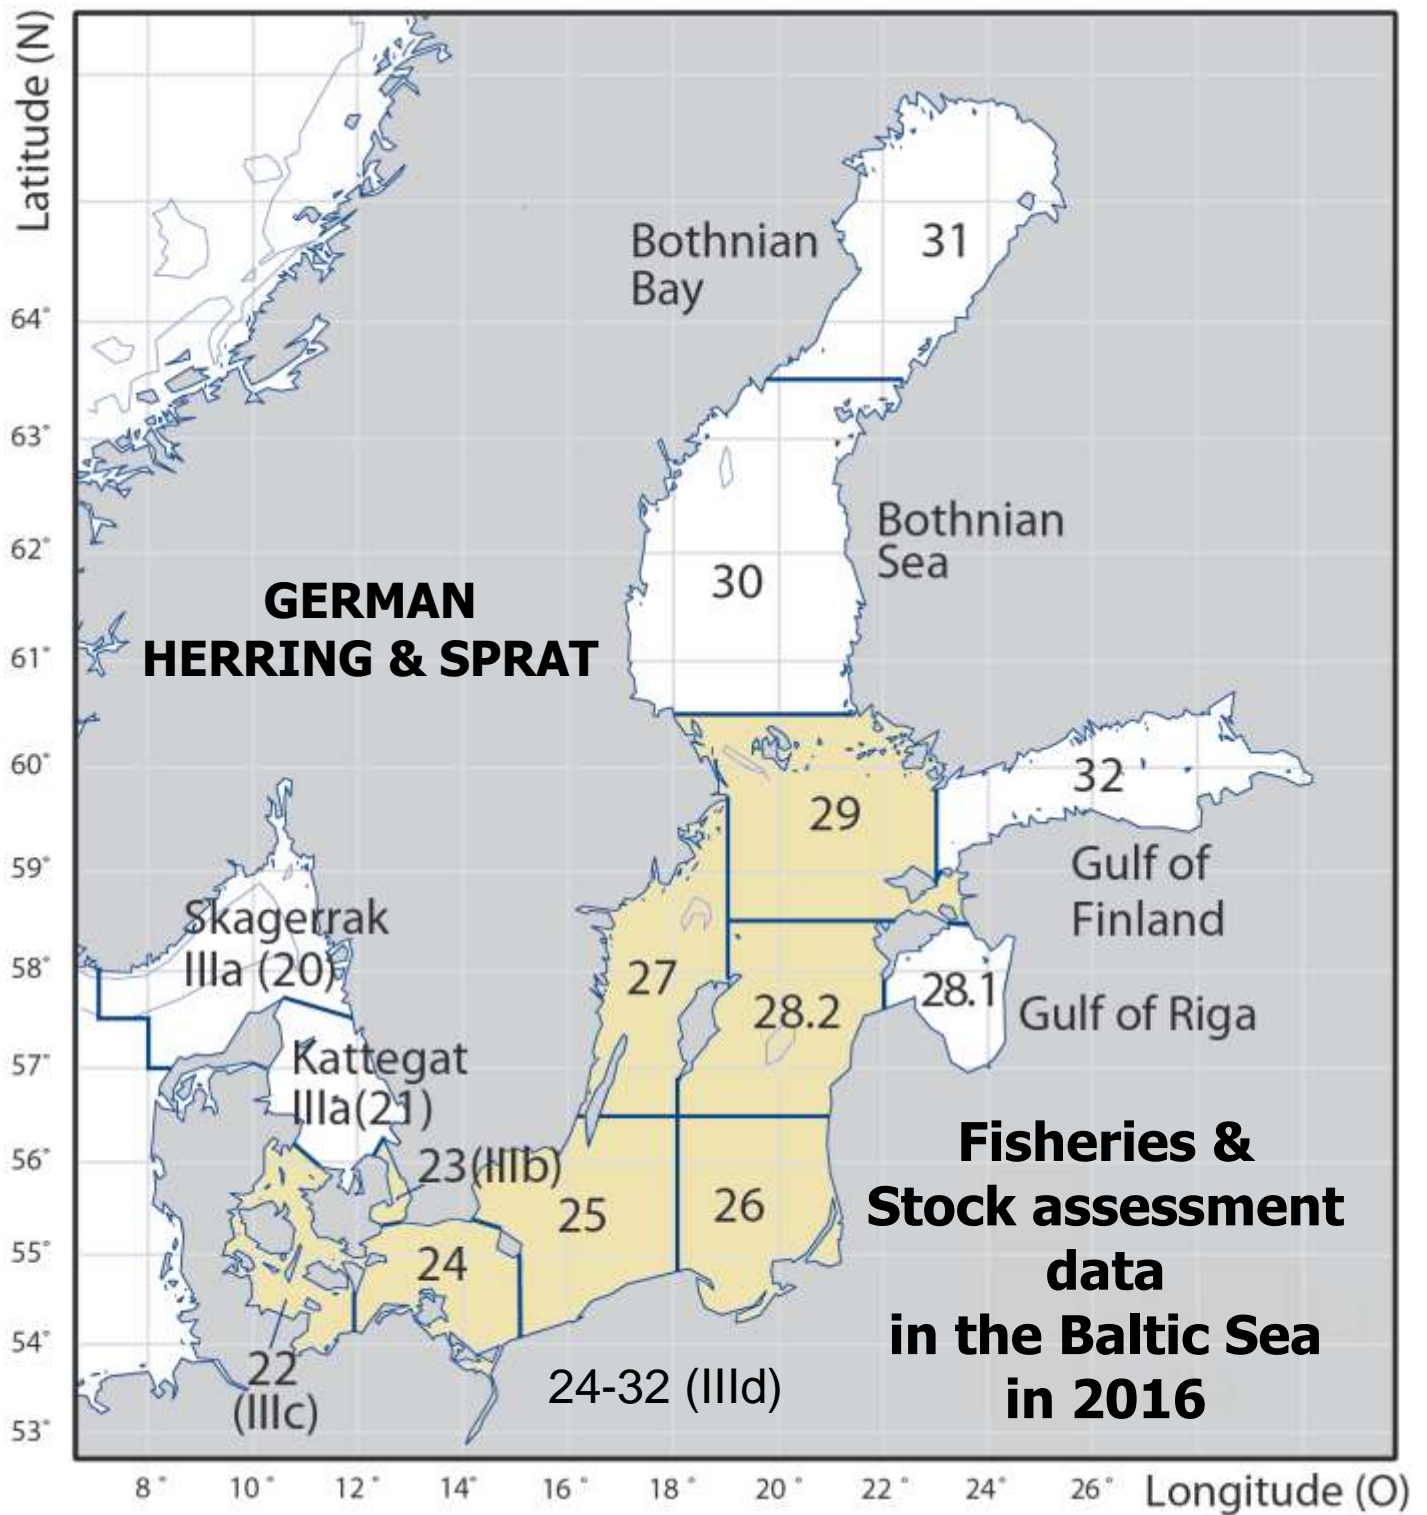 Latitude (N)
Bothnian
Bay
31
64°
63°
Bothnian
Sea
62°
30
GERMAN
HERRING & SPRAT
61°
60°
32
29
59°
Gulf of
Finland
Skagerrak
IIIa (20)
58°
27
28.2
28.1
Gulf of Riga
57°
Kattegat
IIIa(21)
56°
23(IIIb)
25
26
Fisheries &
Stock assessment
data
in the Baltic Sea
in 2016
55°
24
54°
22
(IIIc)
24-32 (IIId)
53°
8° 10° 12° 14° 16° 18° 20° 22° 24° 26° Longitude (O)